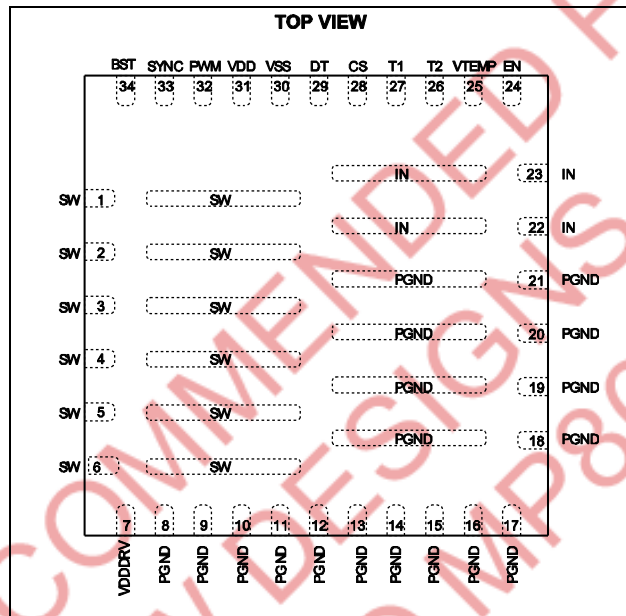 TOP VIEW
BST SYNC PWM VDD VSS DT CS T1 T2 VTEMP EN
34 33 32 31 30 29 28 27 26 25 24
IN 23 IN
SW 1 SW
IN 22 IN
SW 2 SW
PGND 21 PGND
SW 3 SW
PGND 20 PGND
SW 4 SW
PGND 19 PGND
SW 5 SW
PGND 18 PGND
SW 6 SW
7 8 9 10 11 12 13 14 15 16 17
VDDDRV PGND PGND PGND PGND PGND PGND PGND PGND PGND PGND
COMMENDED
DESIGNS